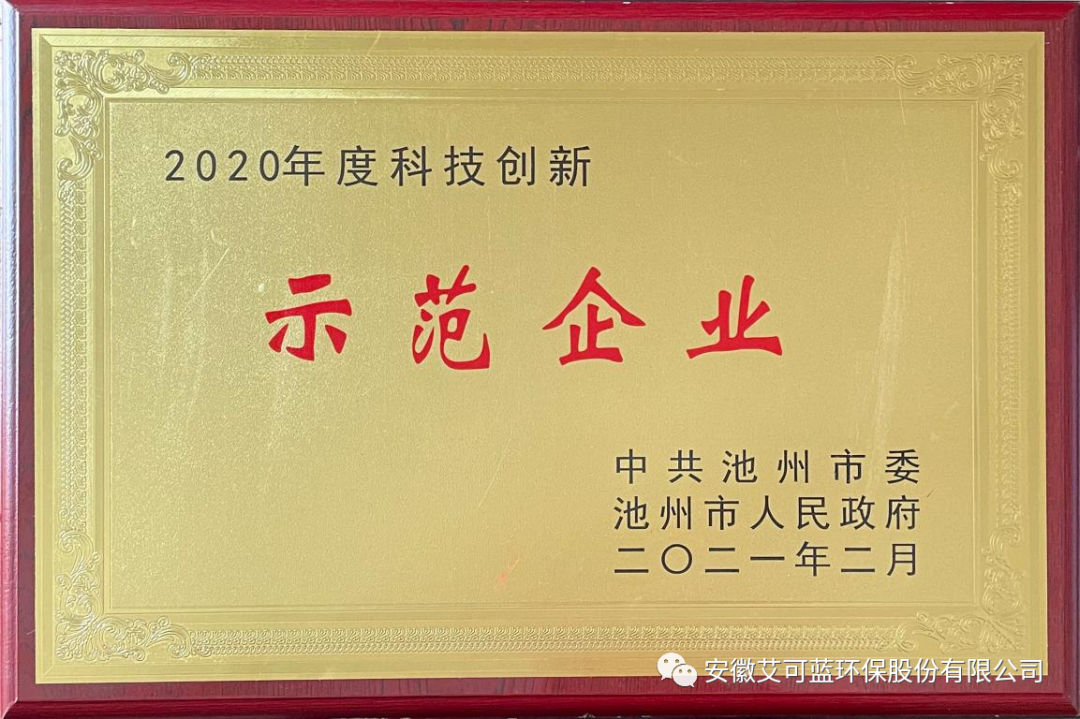 2020年度科技创新
示范企业
中共池州市委
池州市人民政府
二〇二一年二月
安徽艾可蓝环保股份有限公司